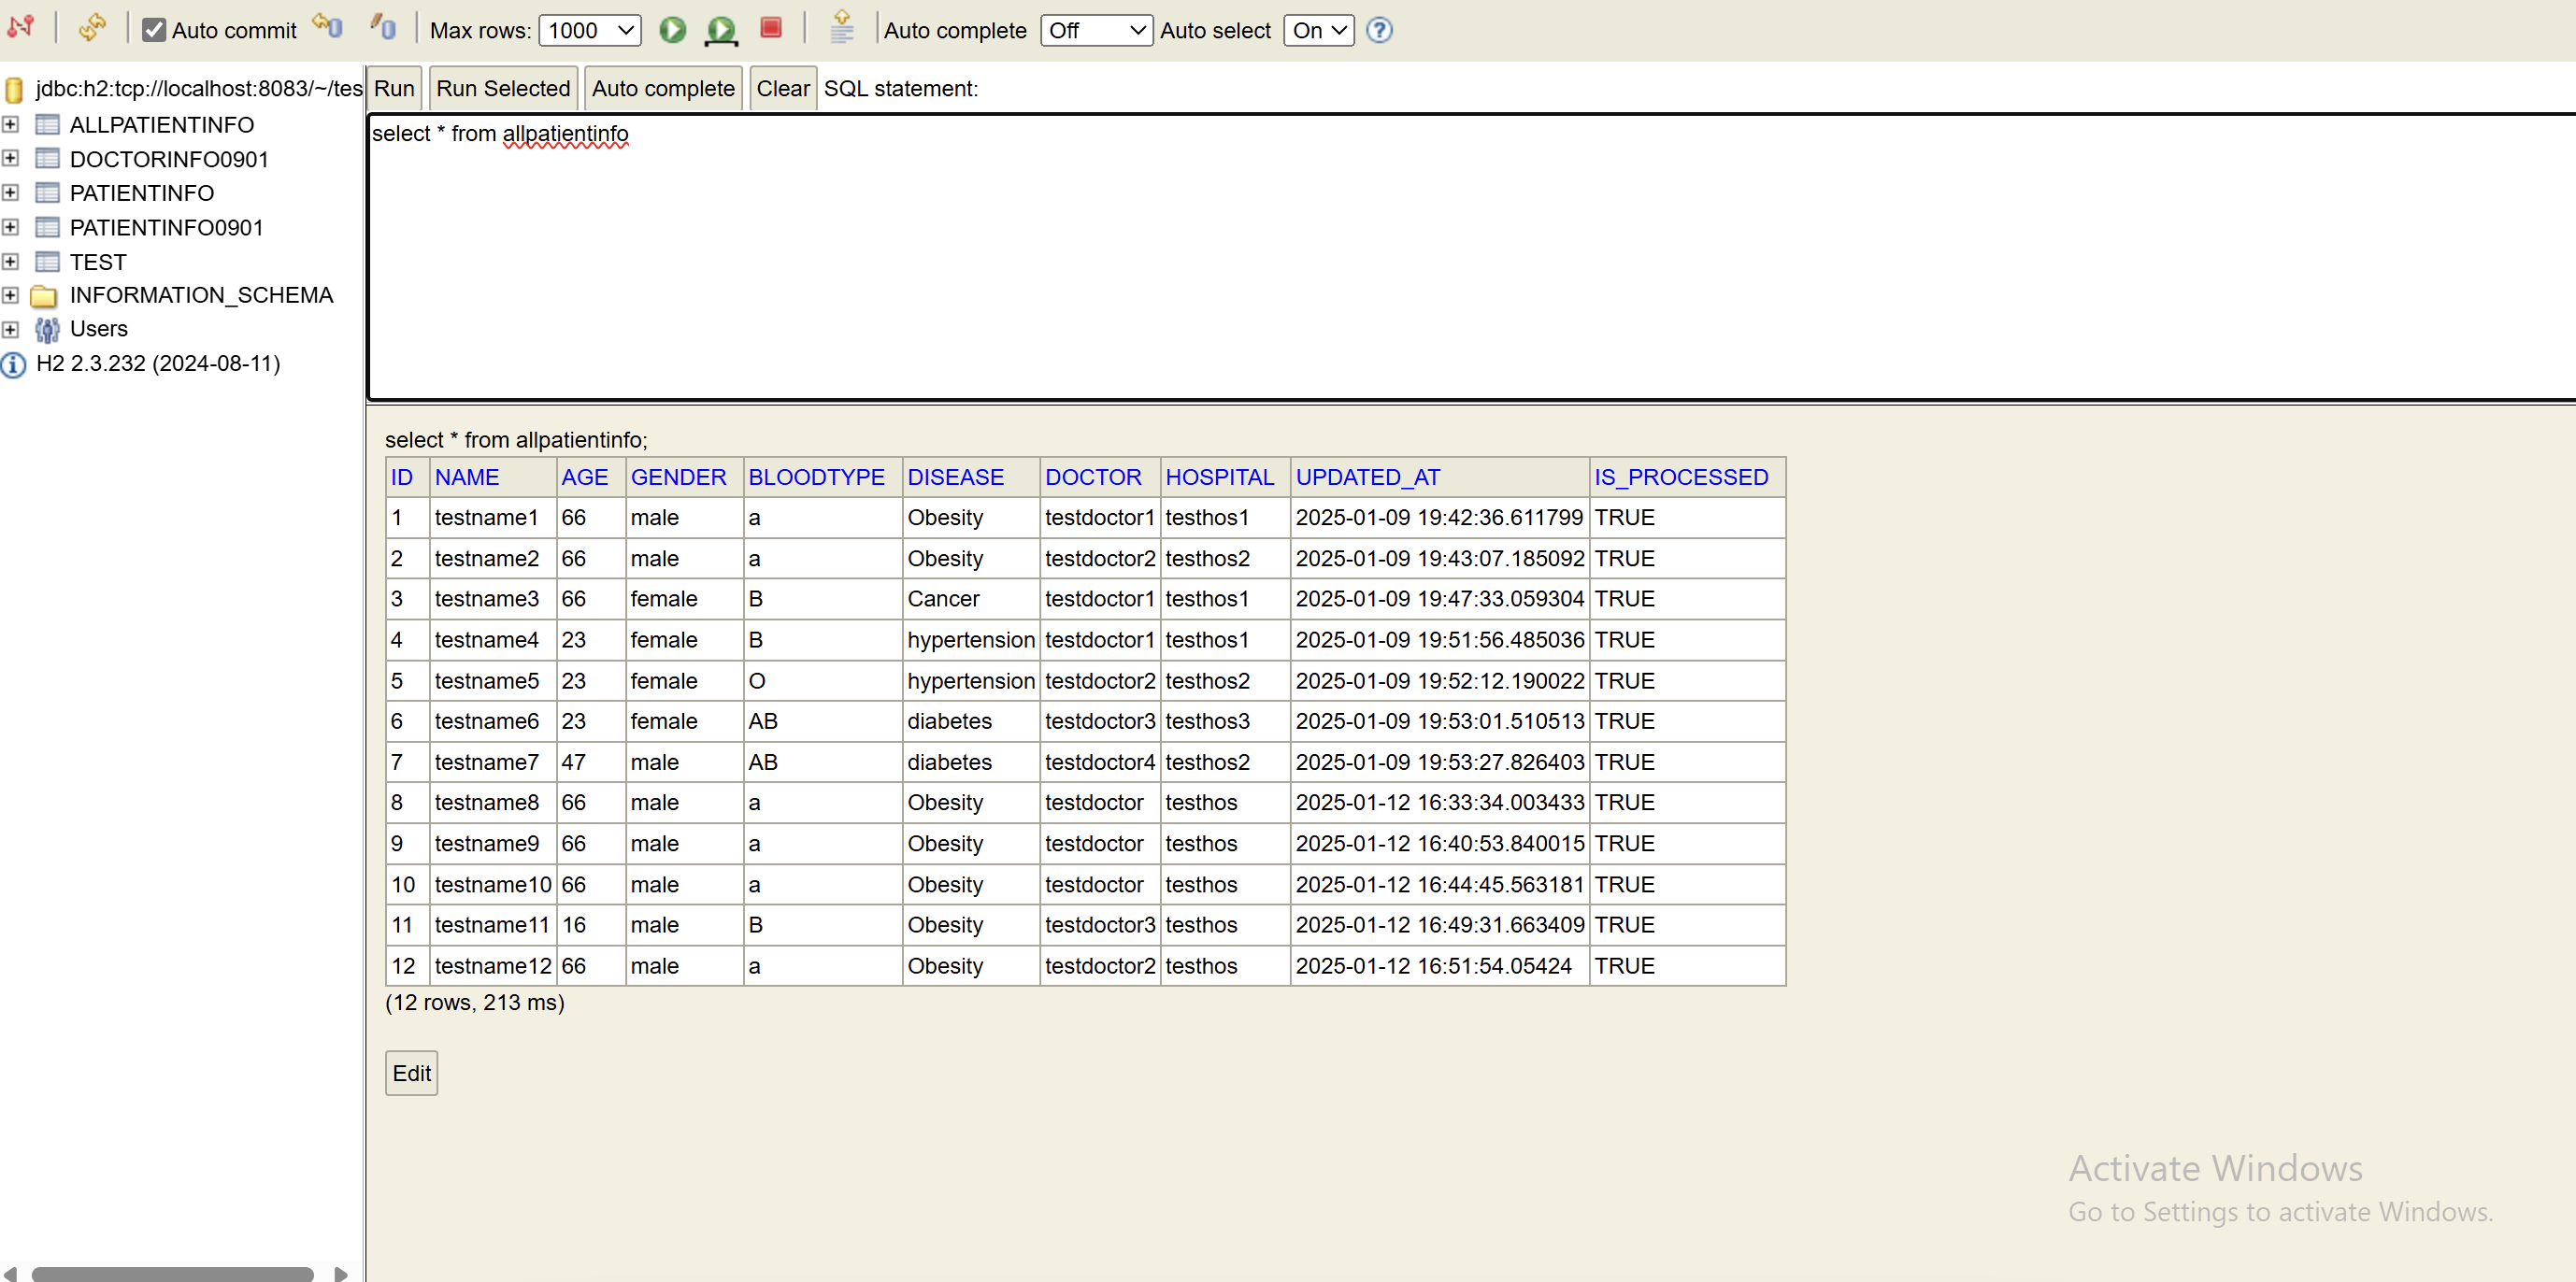 Auto commit Max rows: 1000 Auto complete Off Auto select On
jdbc:h2:tcp://localhost:8083/~/tes
ALLPATIENTINFO
DOCTORINFO0901
PATIENTINFO
PATIENTINFO0901
TEST
INFORMATION_SCHEMA
Users
H2 2.3.232 (2024-08-11)
Run Run Selected Auto complete Clear SQL statement:
select * from allpatientinfo
select * from allpatientinfo;
ID NAME AGE GENDER BLOODTYPE DISEASE DOCTOR HOSPITAL UPDATED_AT IS_PROCESSED
1 testname1 66 male a Obesity testdoctor1 testhos1 2025-01-09 19:42:36.611799 TRUE
2 testname2 66 male a Obesity testdoctor2 testhos2 2025-01-09 19:43:07.185092 TRUE
3 testname3 66 female B Cancer testdoctor1 testhos1 2025-01-09 19:47:33.059304 TRUE
4 testname4 23 female B hypertension testdoctor1 testhos1 2025-01-09 19:51:56.485036 TRUE
5 testname5 23 female O hypertension testdoctor2 testhos2 2025-01-09 19:52:12.190022 TRUE
6 testname6 23 female AB diabetes testdoctor3 testhos3 2025-01-09 19:53:01.510513 TRUE
7 testname7 47 male AB diabetes testdoctor4 testhos2 2025-01-09 19:53:27.826403 TRUE
8 testname8 66 male a Obesity testdoctor testhos 2025-01-12 16:33:34.003433 TRUE
9 testname9 66 male a Obesity testdoctor testhos 2025-01-12 16:40:53.840015 TRUE
10 testname10 66 male a Obesity testdoctor testhos 2025-01-12 16:44:45.563181 TRUE
11 testname11 16 male B Obesity testdoctor3 testhos 2025-01-12 16:49:31.663409 TRUE
12 testname12 66 male a Obesity testdoctor2 testhos 2025-01-12 16:51:54.05424 TRUE
(12 rows, 213 ms)
Edit
Activate Windows
Go to Settings to activate Windows.